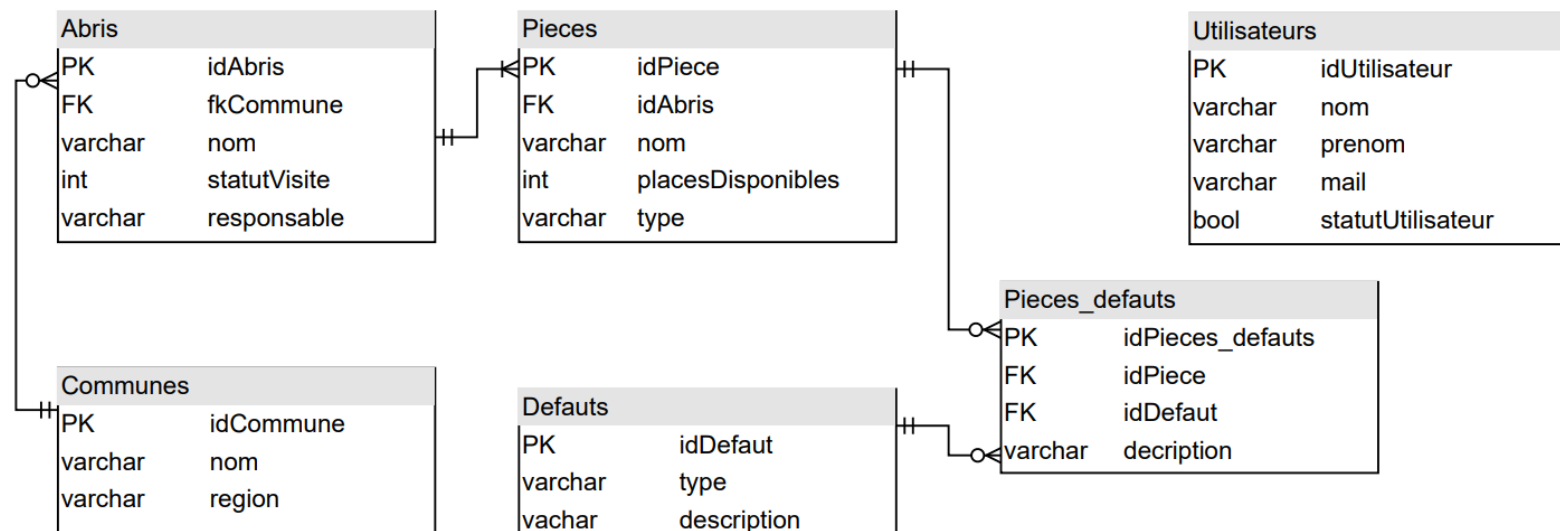 Abris
PK idAbris
FK fkCommune
varchar nom
int statutVisite
varchar responsable
Pieces
PK idPiece
FK idAbris
varchar nom
int placesDisponibles
varchar type
Utilisateurs
PK idUtilisateur
varchar nom
varchar prenom
varchar mail
bool statutUtilisateur
Pieces_defauts
PK idPieces_defauts
FK idPiece
FK idDefaut
varchar decription
Communes
PK idCommune
varchar nom
varchar region
Defauts
PK idDefaut
varchar type
vachar description